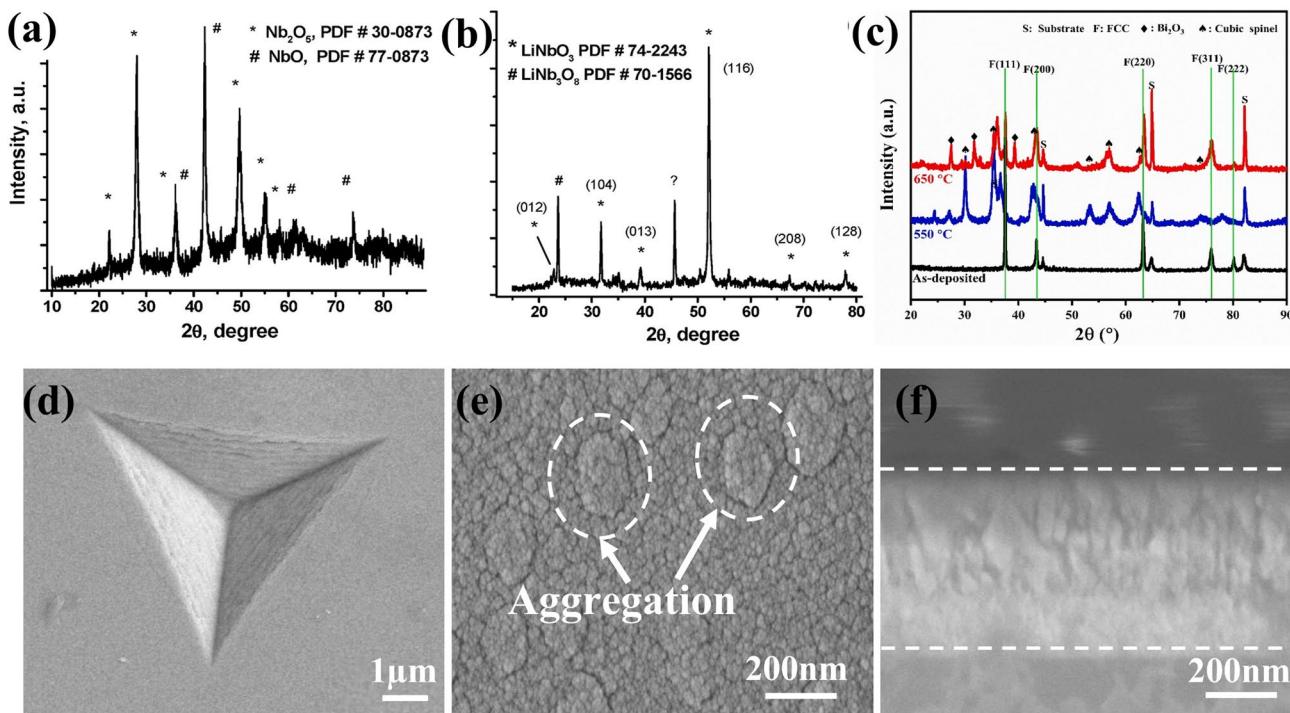 (a)
* Nb₂O₅, PDF # 30-0873
# NbO, PDF # 77-0873
*
#
*
*
#
*
*
#
#
*
Intensity, a.u.
10 20 30 40 50 60 70 80
2θ, degree
(b)
* LiNbO₃ PDF # 74-2243
# LiNb₃O₈ PDF # 70-1566
*
(116)
#
(104)
*
?
(012)
*
(013)
*
(208)
*
(128)
*
20 30 40 50 60 70 80
2θ, degree
(c)
S: Substrate F: FCC ♦: Bi₂O₃ ♠: Cubic spinel
F(111)
F(200)
F(220)
F(311)
F(222)
S
S
S
650 °C
550 °C
As-deposited
Intensity (a.u.)
20 30 40 50 60 70 80 90
2θ (°)
(d)
1μm
(e)
Aggregation
200nm
(f)
200nm